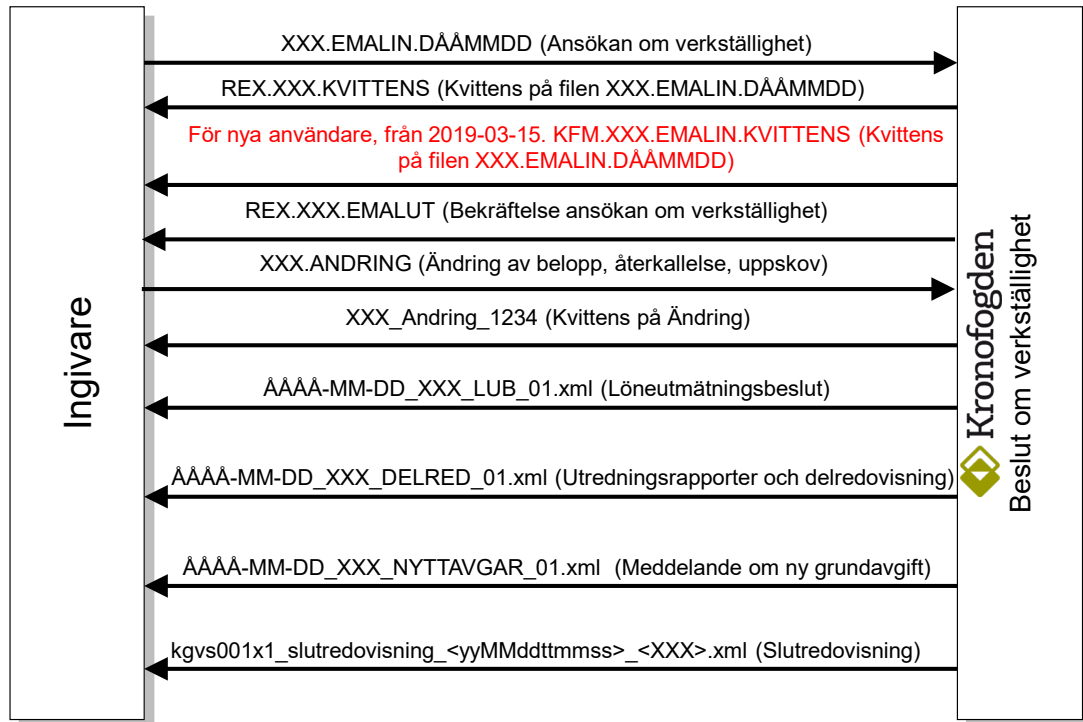 XXX.EMALIN.DÅÅMMDD (Ansökan om verkställighet)
REX.XXX.KVITTENS (Kvittens på filen XXX.EMALIN.DÅÅMMDD)
För nya användare, från 2019-03-15. KFM.XXX.EMALIN.KVITTENS (Kvittens
på filen XXX.EMALIN.DÅÅMMDD)
REX.XXX.EMALUT (Bekräftelse ansökan om verkställighet)
XXX.ANDRING (Ändring av belopp, återkallelse, uppskov)
XXX_Andring_1234 (Kvittens på Ändring)
ÅÅÅÅ-MM-DD_XXX_LUB_01.xml (Löneutmätningsbeslut)
ÅÅÅÅ-MM-DD_XXX_DELRED_01.xml (Utredningsrapporter och delredovisning)
ÅÅÅÅ-MM-DD_XXX_NYTTAVGAR_01.xml (Meddelande om ny grundavgift)
kgvs001x1_slutredovisning_<yyMMddttmmss>_<XXX>.xml (Slutredovisning)
Ingivare
Kronofogden
Beslut om verkställighet